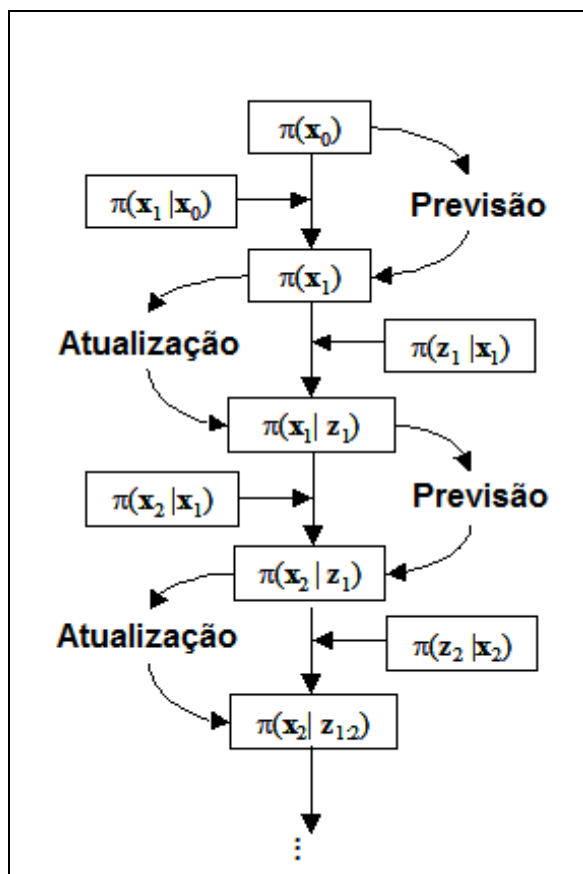 π(x₀)
π(x₁ |x₀)
Previsão
π(x₁)
Atualização
π(z₁ |x₁)
π(x₁| z₁)
π(x₂ |x₁)
Previsão
π(x₂ | z₁)
Atualização
π(z₂ |x₂)
π(x₂| z₁:₂)
⋮